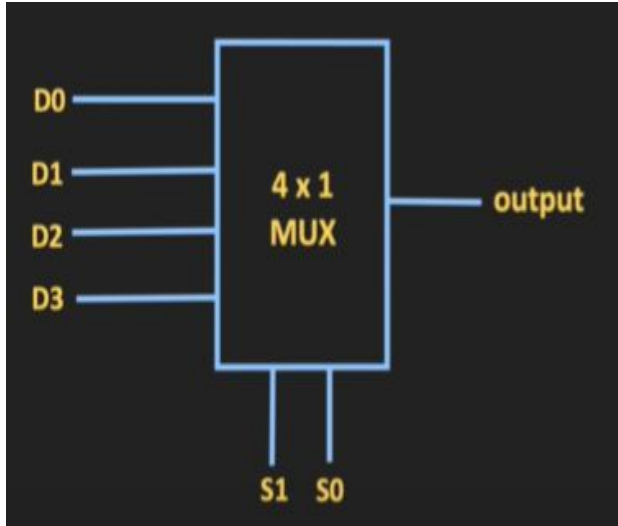 D0
D1
D2
D3
4 x 1
MUX
output
S1 S0